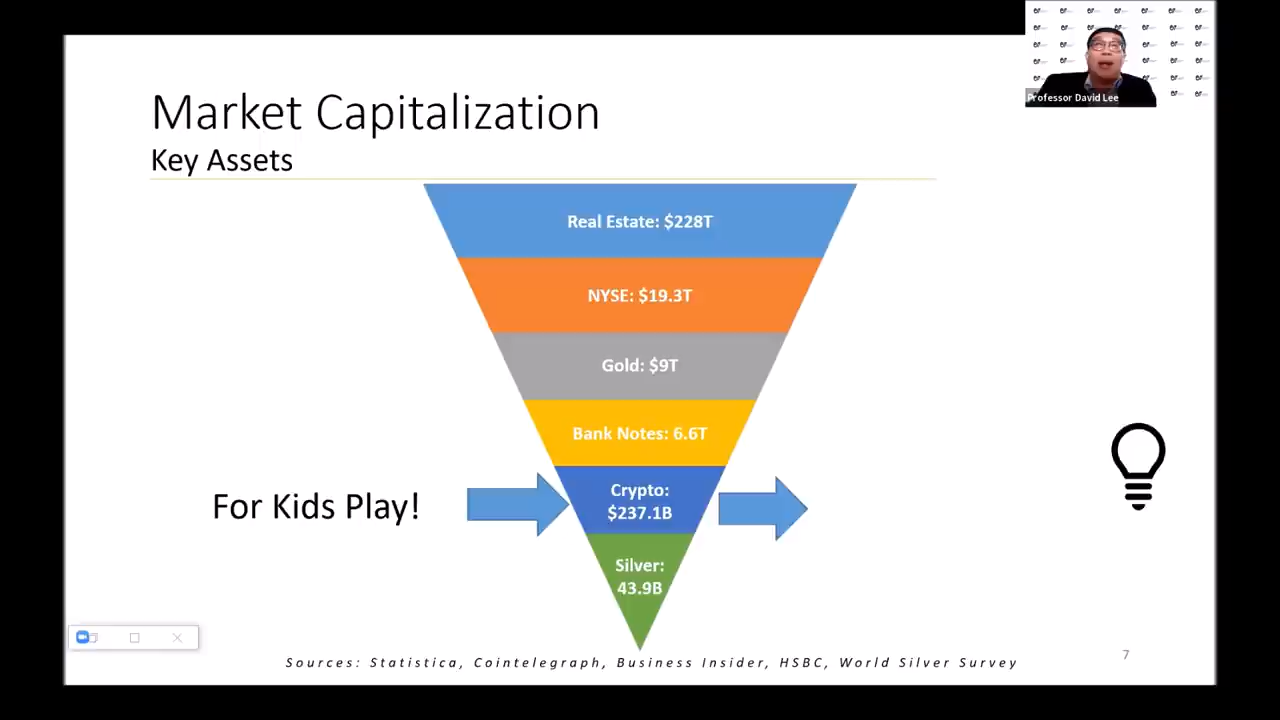 Professor David Lee
Market Capitalization
Key Assets
Real Estate: $228T
NYSE: $19.3T
Gold: $9T
Bank Notes: 6.6T
For Kids Play!
Crypto:
$237.1B
Silver:
43.9B
Sources: Statistica, Cointelegraph, Business Insider, HSBC, World Silver Survey
7